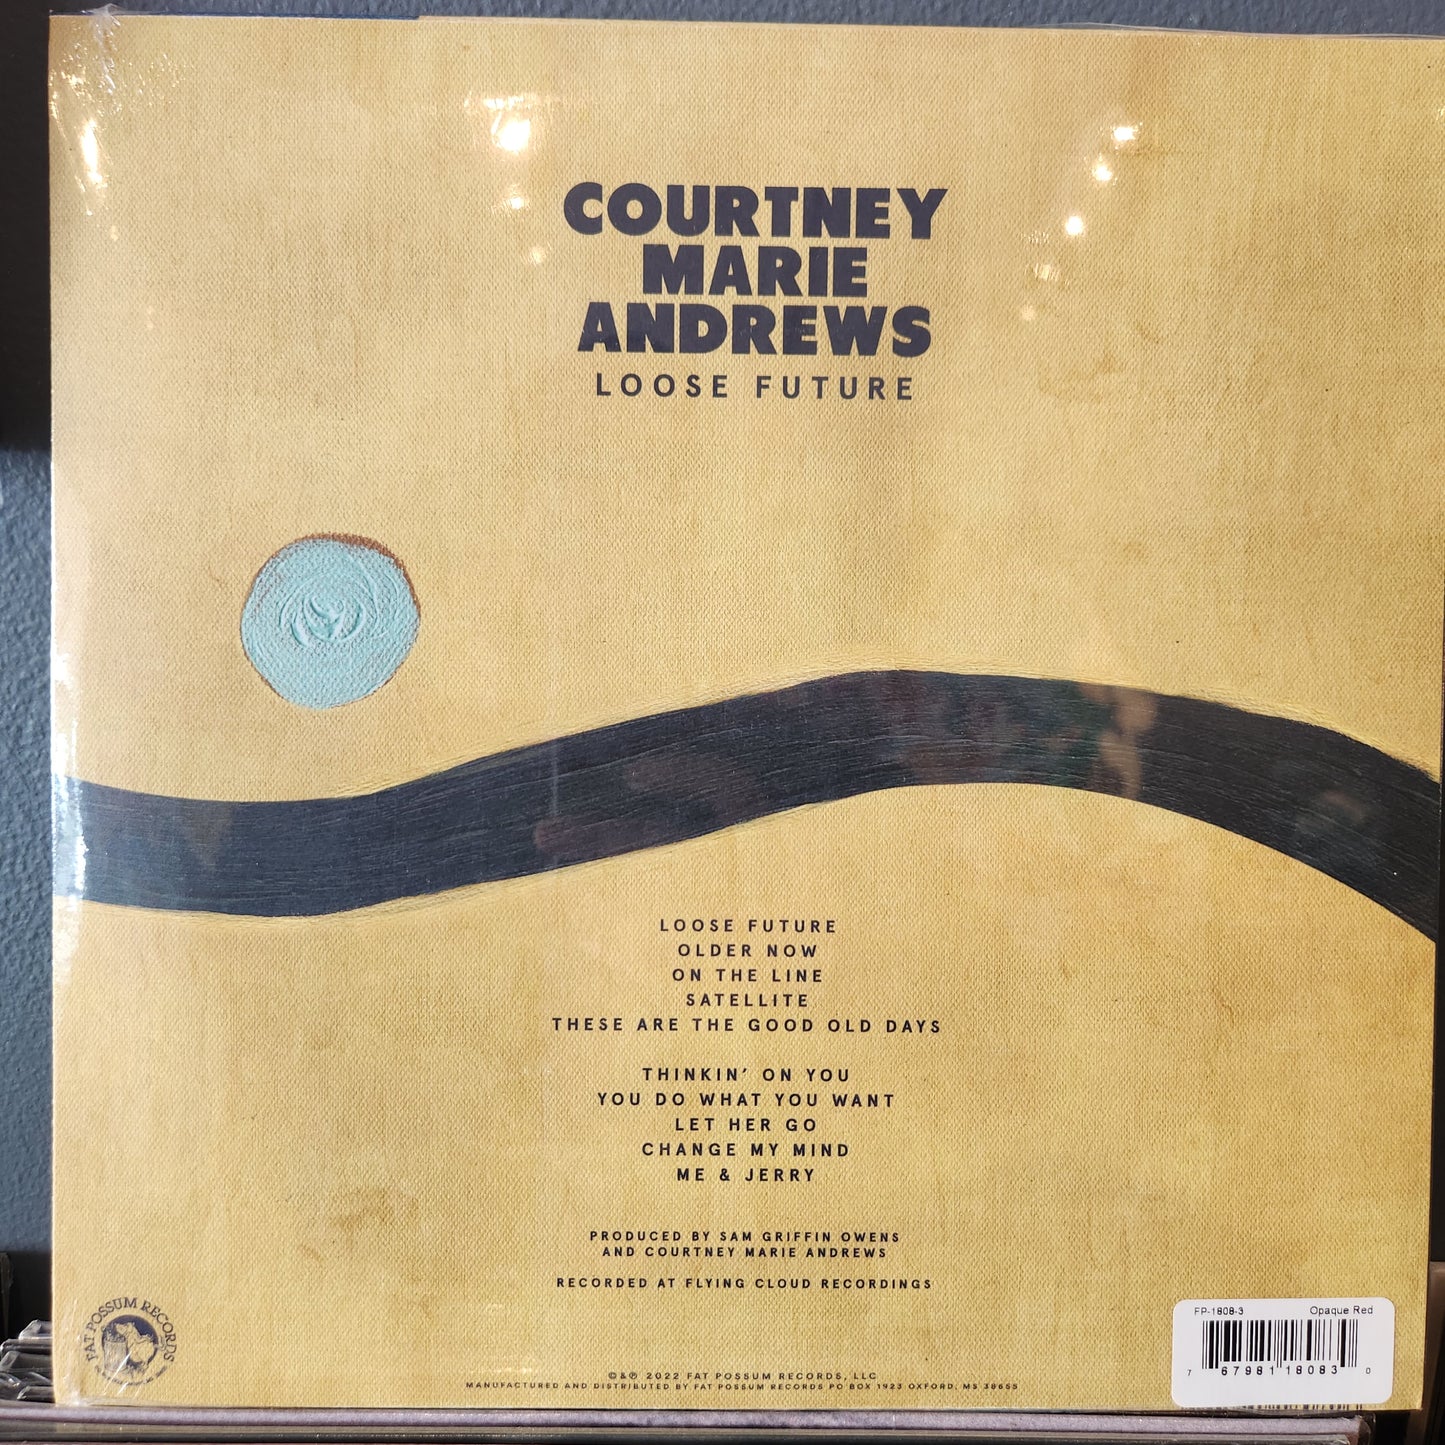 COURTNEY
MARIE
ANDREWS
LOOSE FUTURE
LOOSE FUTURE
OLDER NOW
ON THE LINE
SATELLITE
THESE ARE THE GOOD OLD DAYS
THINKIN' ON YOU
YOU DO WHAT YOU WANT
LET HER GO
CHANGE MY MIND
ME & JERRY
PRODUCED BY SAM GRIFFIN OWENS
AND COURTNEY MARIE ANDREWS
RECORDED AT FLYING CLOUD RECORDINGS
FAT POSSUM RECORDS
FP-1808-3 Opaque Red
7 67981 18083 0
©&℗ 2022 FAT POSSUM RECORDS, LLC
MANUFACTURED AND DISTRIBUTED BY FAT POSSUM RECORDS PO BOX 1923 OXFORD, MS 38655